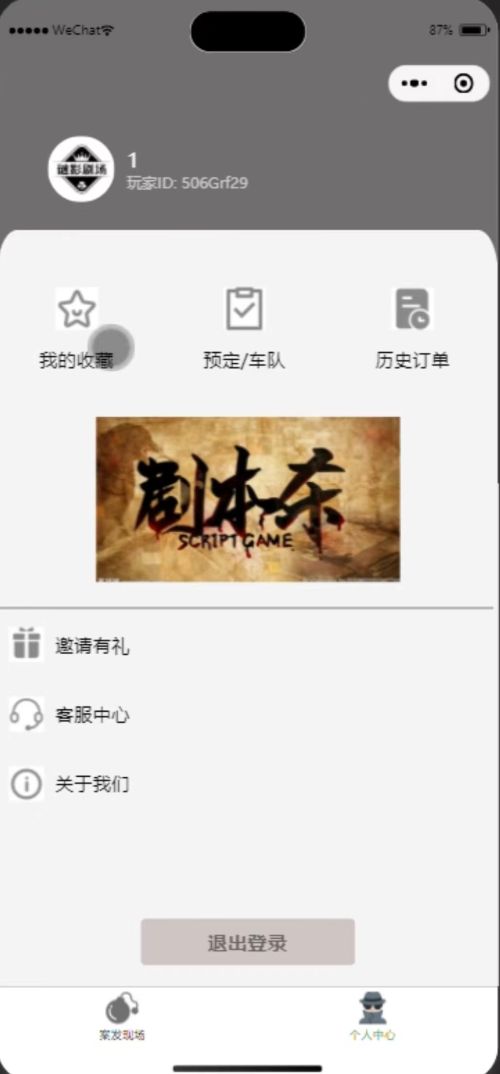 WeChat
87%
谜影剧场
1
玩家ID: 506Grf29
我的收藏
预定/车队
历史订单
剧本杀
SCRIPT GAME
邀请有礼
客服中心
关于我们
退出登录
案发现场
个人中心